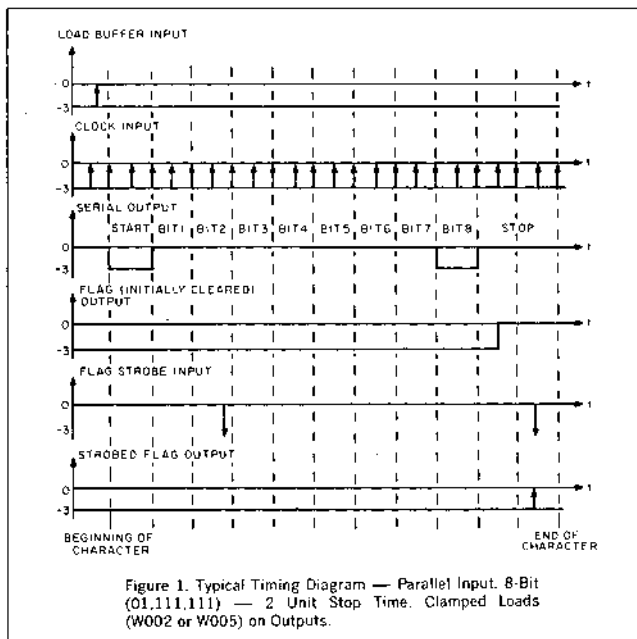 LOAD BUFFER INPUT
0
-3
t
CLOCK INPUT
0
-3
t
SERIAL OUTPUT
START BIT1 BIT2 BIT3 BIT4 BIT5 BIT6 BIT7 BIT8 STOP
0
-3
t
FLAG (INITIALLY CLEARED)
OUTPUT
0
-3
t
FLAG STROBE INPUT
0
-3
t
STROBED FLAG OUTPUT
0
-3
t
BEGINNING OF
CHARACTER
END OF
CHARACTER
Figure 1. Typical Timing Diagram — Parallel Input. 8-Bit
(01,111,111) — 2 Unit Stop Time. Clamped Loads
(W002 or W005) on Outputs.